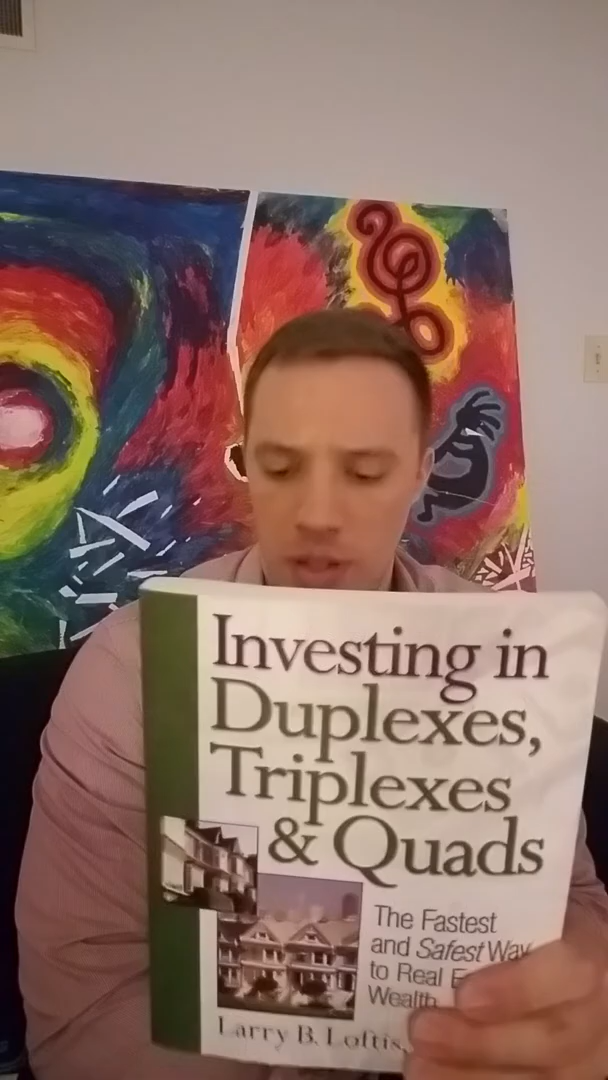 Investing in
Duplexes,
Triplexes
& Quads
The Fastest
and Safest Way
to Real
Wealth
Larry B. Loftis,